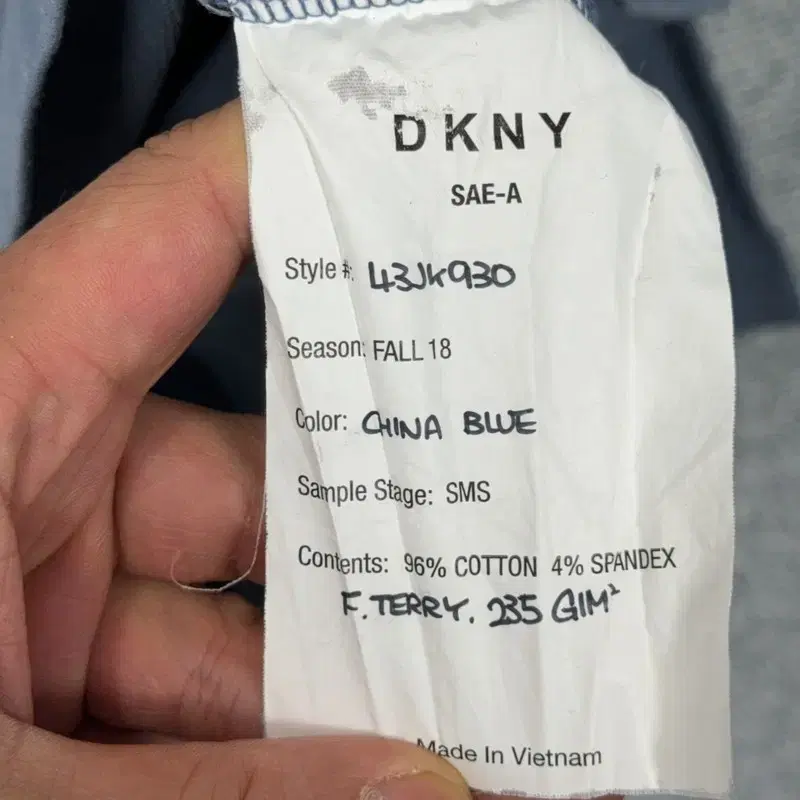 DKNY
SAE-A
Style #: 43JK930
Season: FALL 18
Color: CHINA BLUE
Sample Stage: SMS
Contents: 96% COTTON 4% SPANDEX
F.TERRY. 235 G/M²
Made In Vietnam